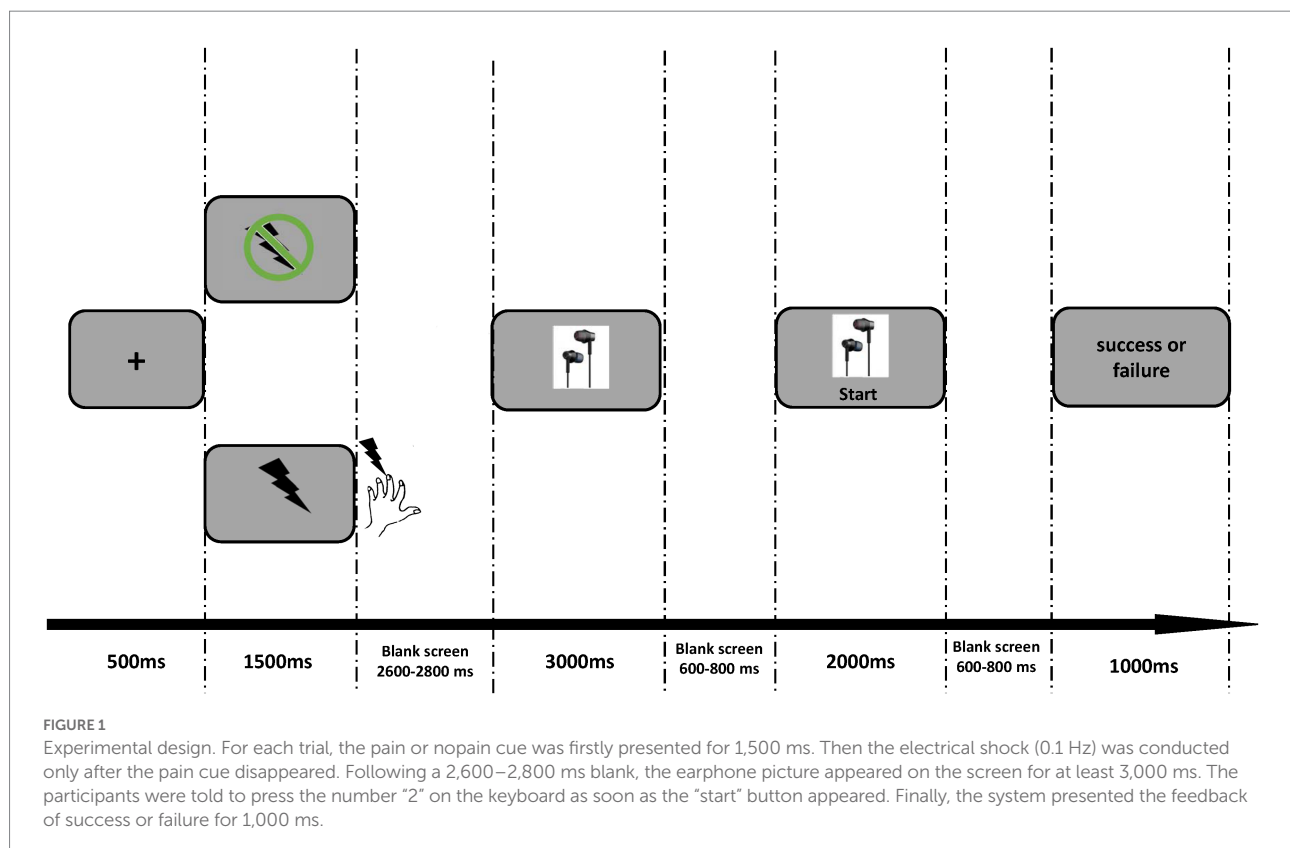 +
Start
success or
failure
500ms
1500ms
Blank screen
2600-2800 ms
3000ms
Blank screen
600-800 ms
2000ms
Blank screen
600-800 ms
1000ms
FIGURE 1
Experimental design. For each trial, the pain or nopain cue was firstly presented for 1,500 ms. Then the electrical shock (0.1 Hz) was conducted
only after the pain cue disappeared. Following a 2,600–2,800 ms blank, the earphone picture appeared on the screen for at least 3,000 ms. The
participants were told to press the number “2” on the keyboard as soon as the “start” button appeared. Finally, the system presented the feedback
of success or failure for 1,000 ms.